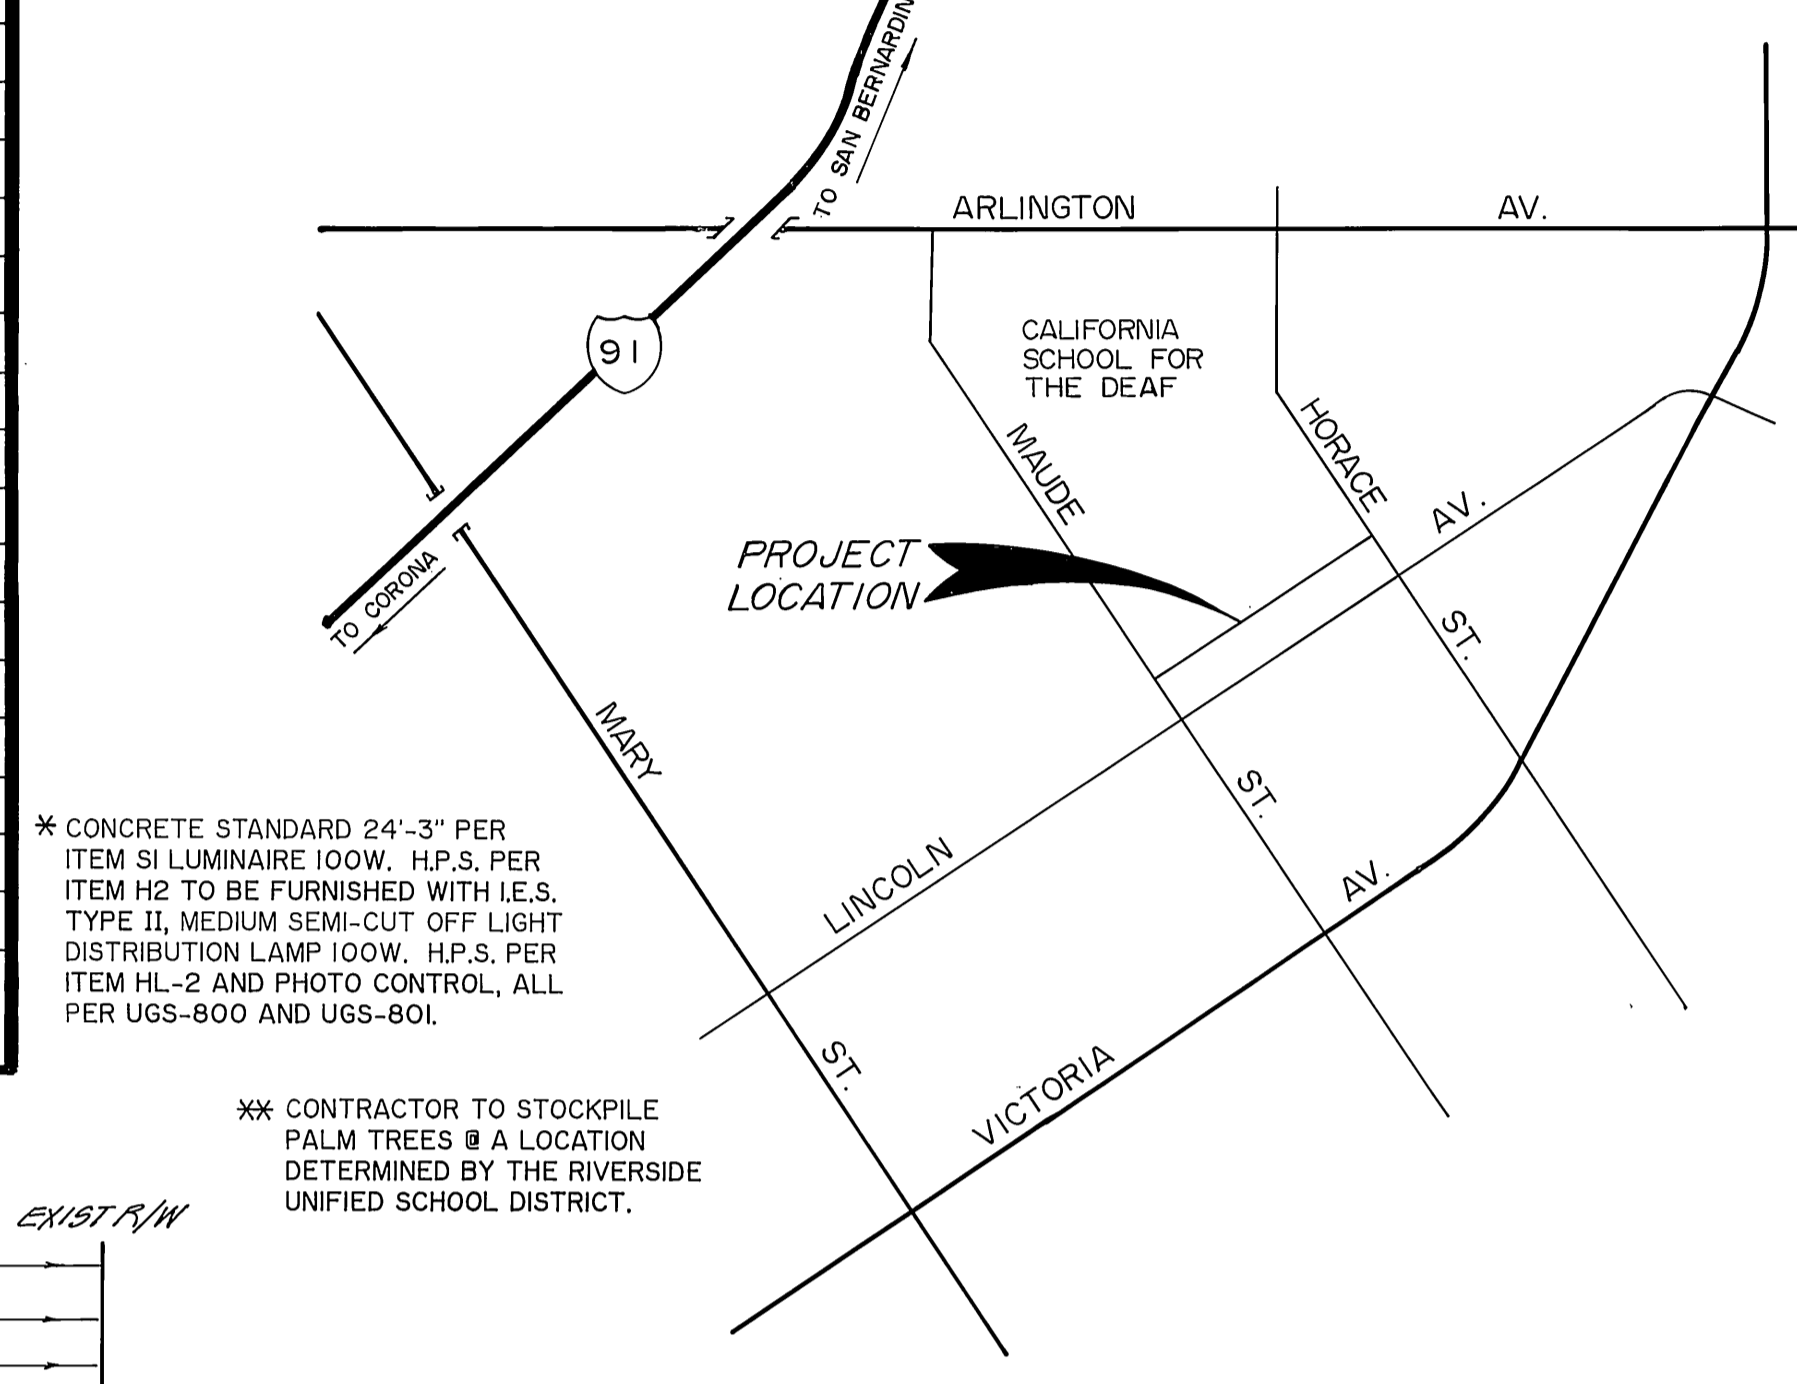 TO SAN BERNARDIN
ARLINGTON AV.
91
CALIFORNIA
SCHOOL FOR
THE DEAF
MAUDE
HORACE
AV.
PROJECT
LOCATION
TO CORONA
ST.
MARY
ST.
LINCOLN
AV.
* CONCRETE STANDARD 24'-3" PER
ITEM S1 LUMINAIRE 100W. H.P.S. PER
ITEM H2 TO BE FURNISHED WITH I.E.S.
TYPE II, MEDIUM SEMI-CUT OFF LIGHT
DISTRIBUTION LAMP 100W. H.P.S. PER
ITEM HL-2 AND PHOTO CONTROL, ALL
PER UGS-800 AND UGS-801.
ST.
VICTORIA
** CONTRACTOR TO STOCKPILE
PALM TREES @ A LOCATION
DETERMINED BY THE RIVERSIDE
UNIFIED SCHOOL DISTRICT.
EXIST R/W